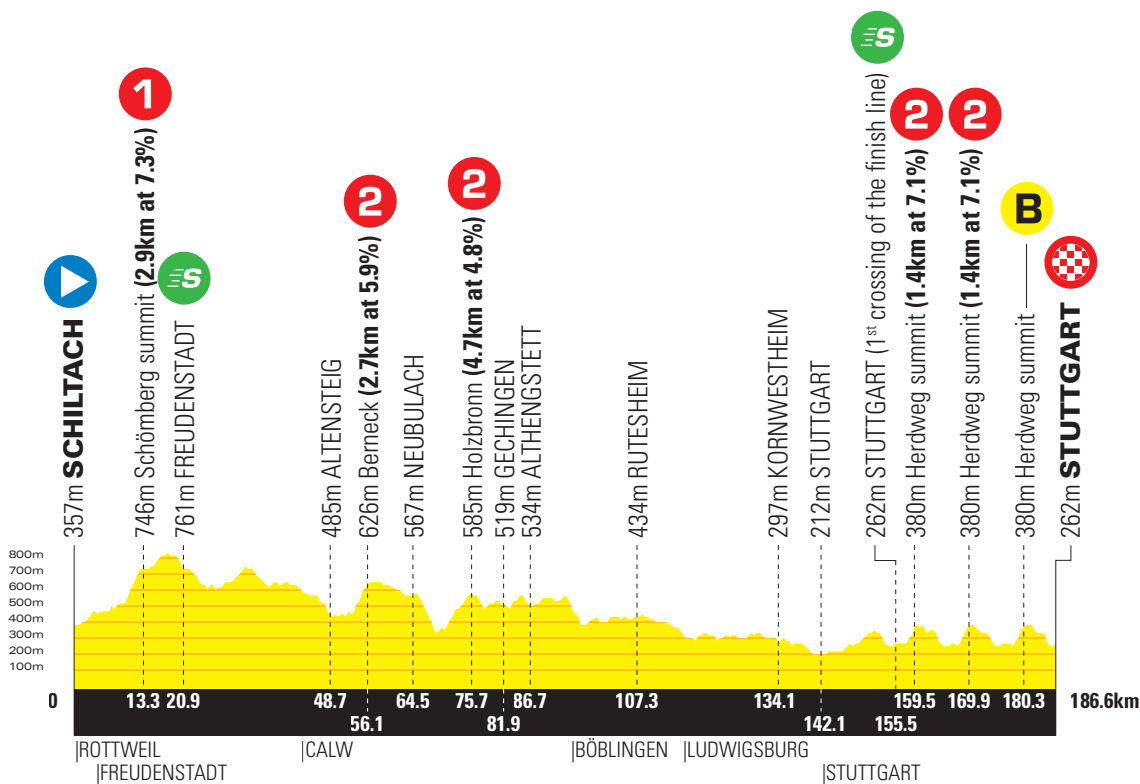 S
1
2
2
S
2
2
B
357m SCHILTACH
746m Schömberg summit (2.9km at 7.3%)
761m FREUDENSTADT
485m ALTENSTEIG
626m Berneck (2.7km at 5.9%)
567m NEUBULACH
585m Holzbronn (4.7km at 4.8%)
519m GECHINGEN
534m ALTHENGSTETT
434m RUTESHEIM
297m KORNWESTHEIM
212m STUTTGART
262m STUTTGART (1st crossing of the finish line)
380m Herdweg summit (1.4km at 7.1%)
380m Herdweg summit (1.4km at 7.1%)
380m Herdweg summit
262m STUTTGART
800m
700m
600m
500m
400m
300m
200m
100m
0 13.3 20.9 48.7 64.5 75.7 86.7 107.3 134.1 159.5 169.9 180.3 186.6km
56.1 81.9 142.1 155.5
|ROTTWEIL |CALW |BÖBLINGEN |LUDWIGSBURG
|FREUDENSTADT |STUTTGART